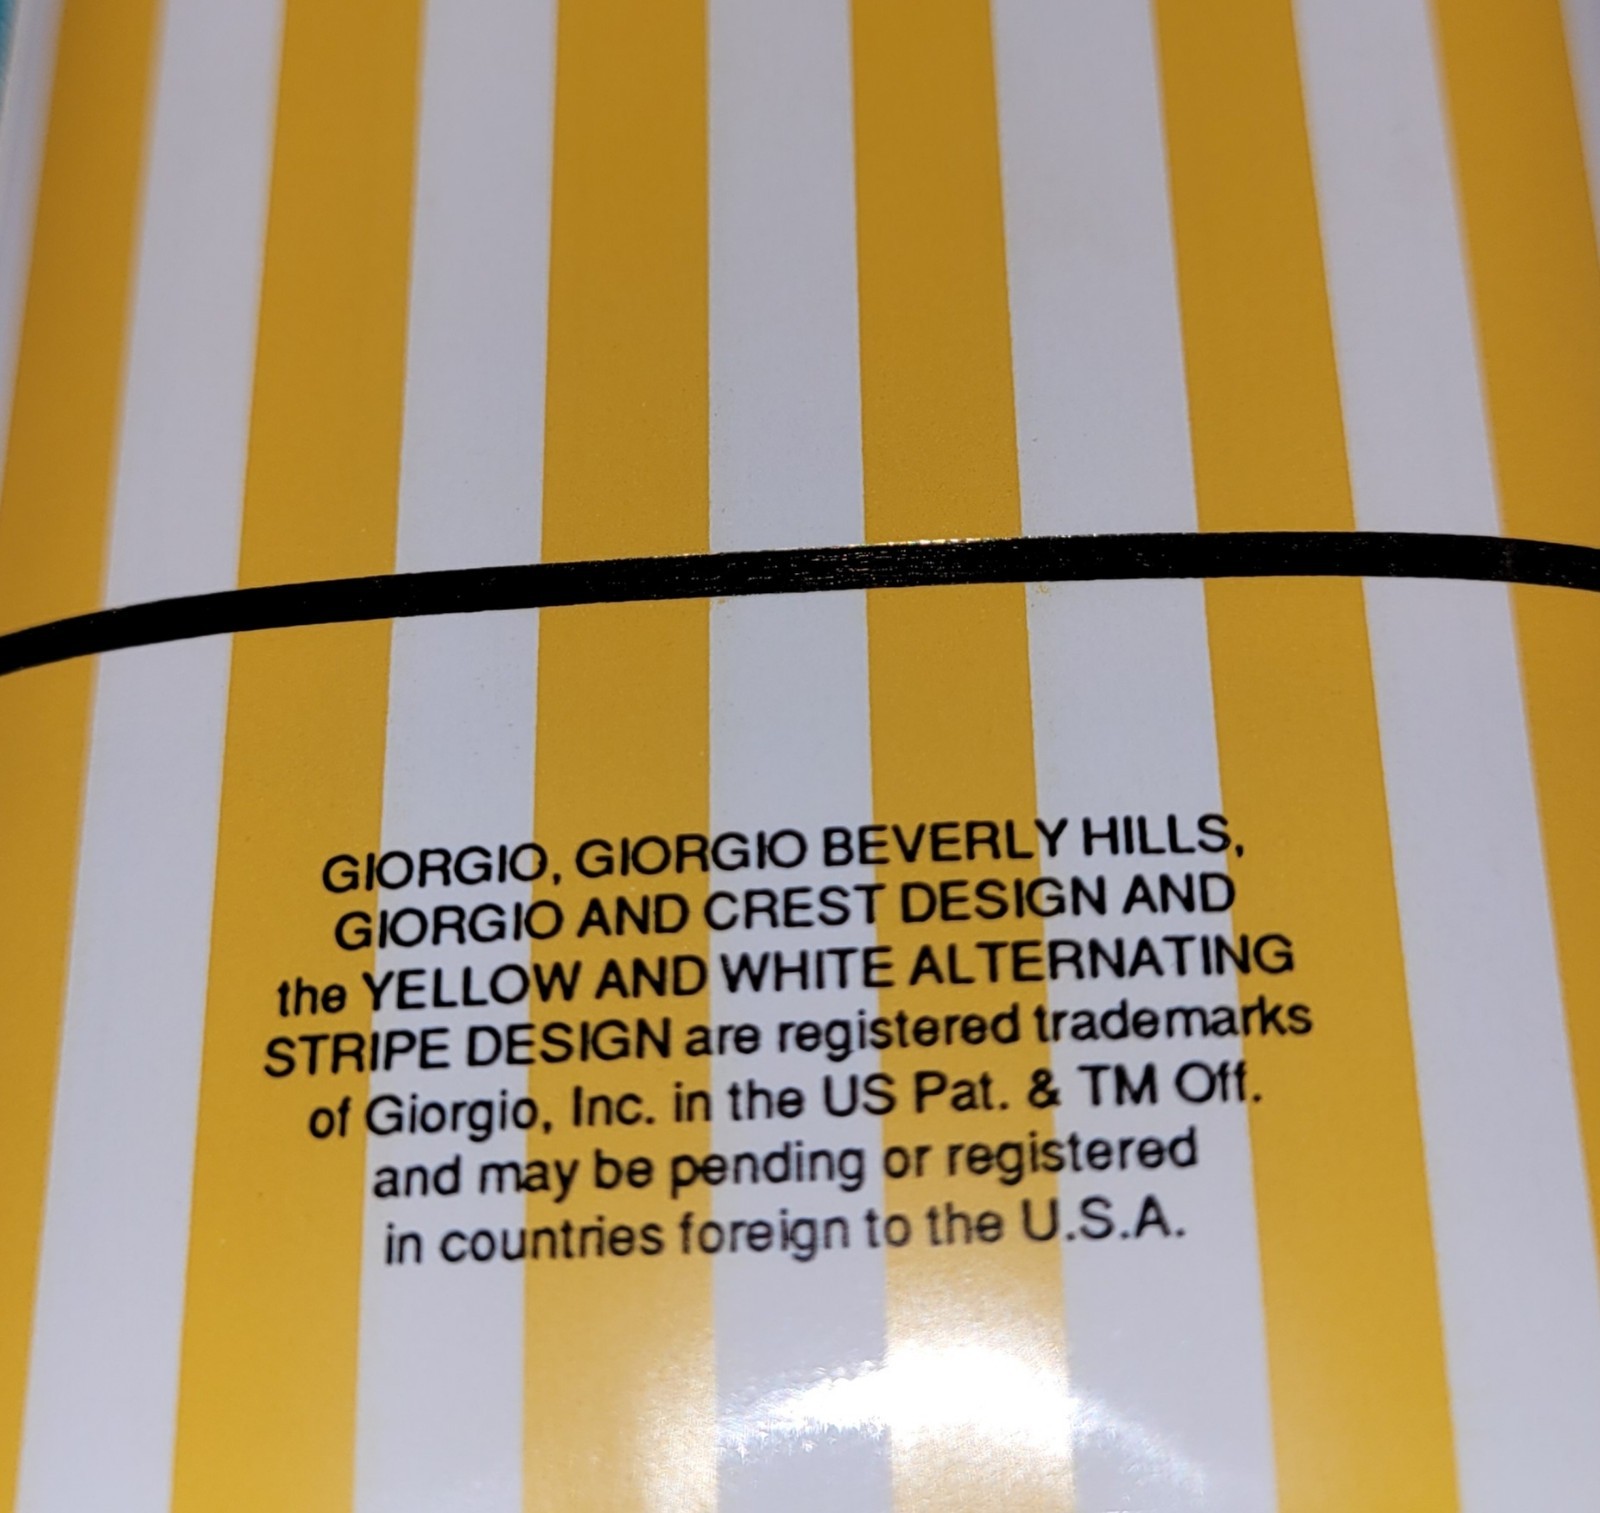 GIORGIO, GIORGIO BEVERLY HILLS,
GIORGIO AND CREST DESIGN AND
the YELLOW AND WHITE ALTERNATING
STRIPE DESIGN are registered trademarks
of Giorgio, Inc. in the US Pat. & TM Off.
and may be pending or registered
in countries foreign to the U.S.A.